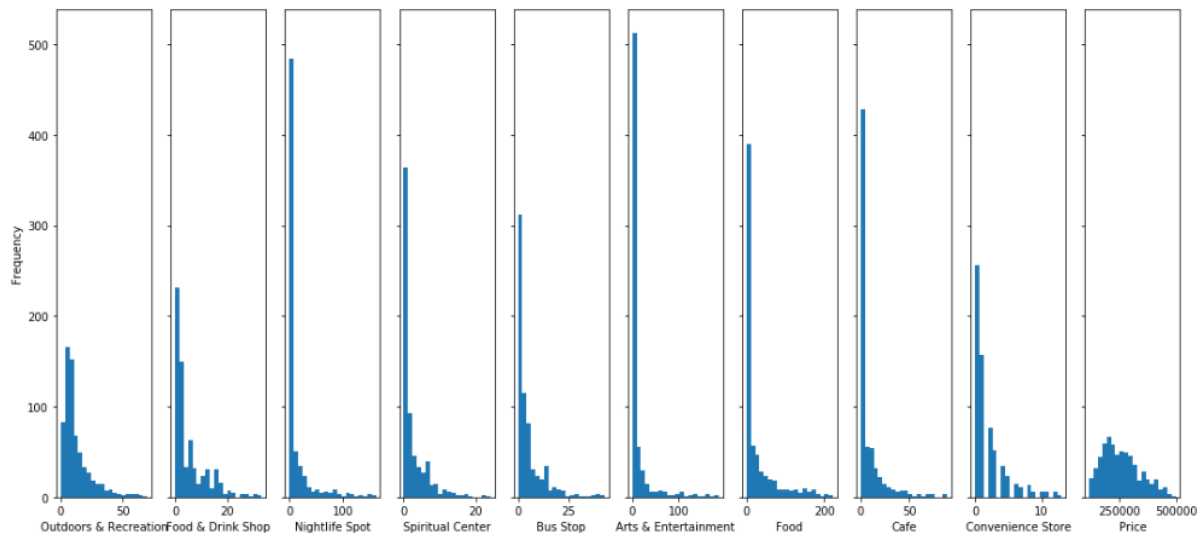 500
400
300
200
100
0
Frequency
0 50
0 20
0 100
0 20
0 25
0 100
0 200
0 50
0 10
250000 500000
Outdoors & Recreation
Food & Drink Shop
Nightlife Spot
Spiritual Center
Bus Stop
Arts & Entertainment
Food
Cafe
Convenience Store
Price